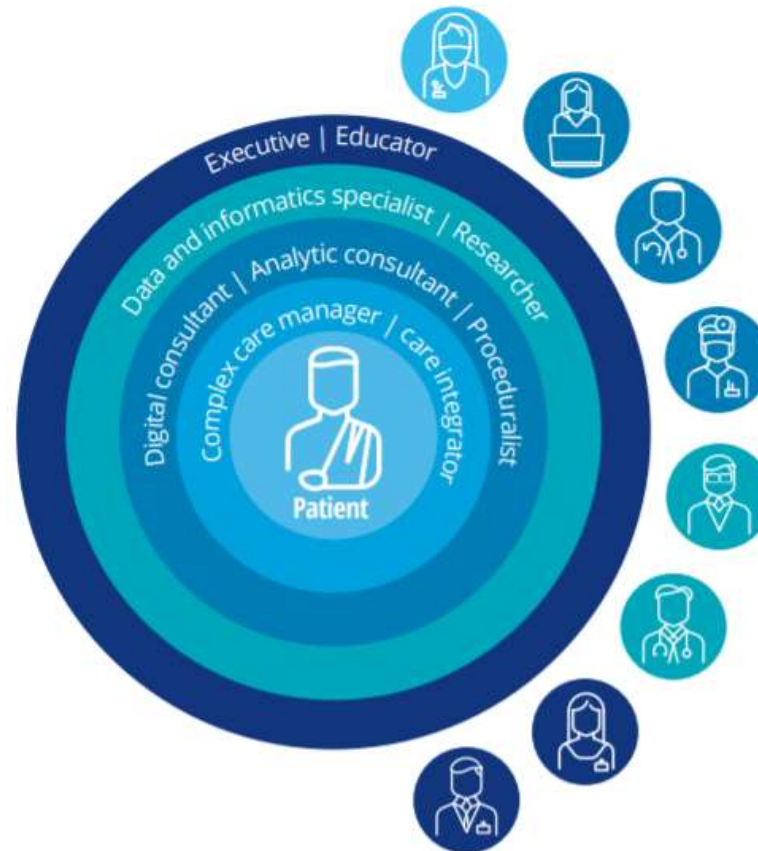 Executive | Educator
Data and informatics specialist | Researcher
Digital consultant | Analytic consultant | Proceduralist
Complex care manager | care integrator
Patient